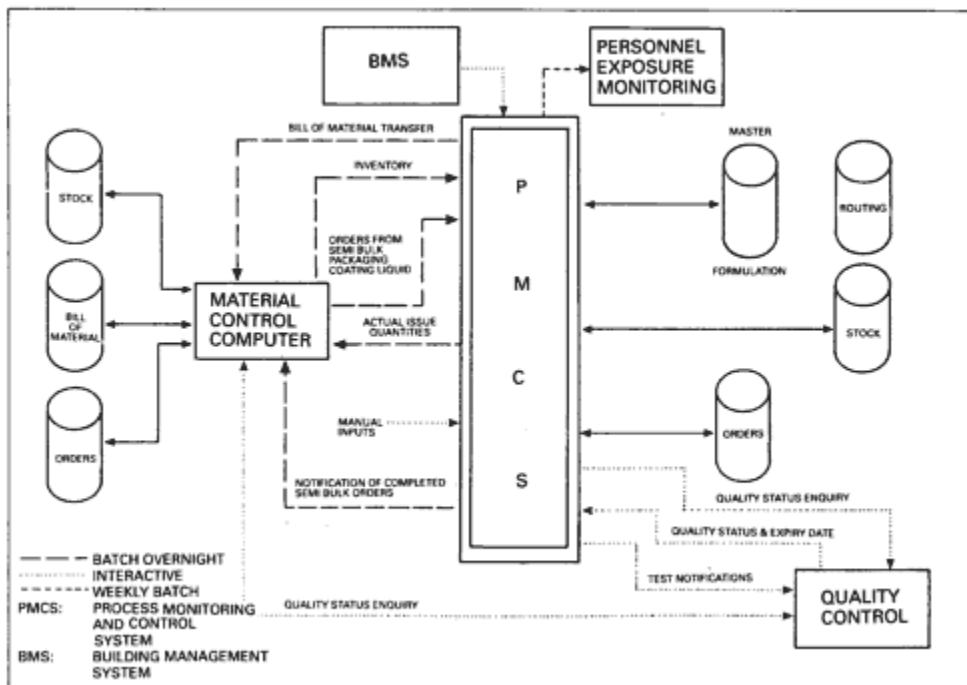 BMS
PERSONNEL
EXPOSURE
MONITORING
BILL OF MATERIAL TRANSFER
MASTER
INVENTORY
STOCK
P
ROUTING
ORDERS FROM
SEMI BULK
PACKAGING
COATING LIQUID
FORMULATION
MATERIAL
CONTROL
COMPUTER
M
BILL
OF
MATERIAL
ACTUAL ISSUE
QUANTITIES
STOCK
C
MANUAL
INPUTS
ORDERS
ORDERS
NOTIFICATION OF COMPLETED
SEMI BULK ORDERS
S
QUALITY STATUS ENQUIRY
QUALITY STATUS & EXPIRY DATE
BATCH OVERNIGHT
INTERACTIVE
WEEKLY BATCH
TEST NOTIFICATIONS
QUALITY
CONTROL
PMCS: PROCESS MONITORING
AND CONTROL
SYSTEM
QUALITY STATUS ENQUIRY
BMS: BUILDING MANAGEMENT
SYSTEM